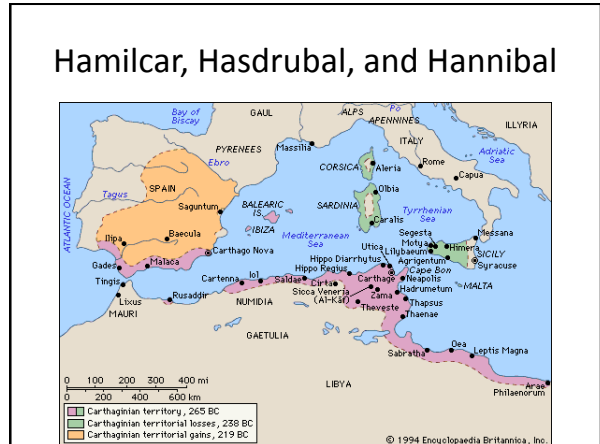 Hamilcar, Hasdrubal, and Hannibal
Bay of
Biscay
GAUL
ALPS
Po
APENNINES
ILLYRIA
PYRENEES
Massilia
ITALY
Adriatic
Sea
Ebro
CORSICA
Aleria
Rome
ATLANTIC OCEAN
Tagus
SPAIN
Olbia
Capua
Saguntum
BALEARIC
IS.
SARDINIA
IBIZA
Caralis
Tyrrhenian
Sea
Mediterranean
Sea
Ilipa
Baecula
Carthago Nova
Utica
Segesta
Motya
Lilybaeum
Himera
Messana
SICILY
Agrigentum
Syracuse
Gades
Malaca
Hippo Diarrhytus
Hippo Regius
Cape Bon
Tingis
Iol
Cartenna
Saldae
Cirta
Carthage
Neapolis
MALTA
Lixus
Rusaddir
Sicca Veneria
(Al-Kāf)
Zama
Hadrumetum
MAURI
NUMIDIA
Theveste
Thapsus
Thaenae
GAETULIA
Sabratha
Oea
Leptis Magna
LIBYA
Arae
Philaenorum
0 100 200 300 400 mi
0 200 400 600 km
Carthaginian territory, 265 BC
Carthaginian territorial losses, 238 BC
Carthaginian territorial gains, 219 BC
© 1994 Encyclopaedia Britannica, Inc.